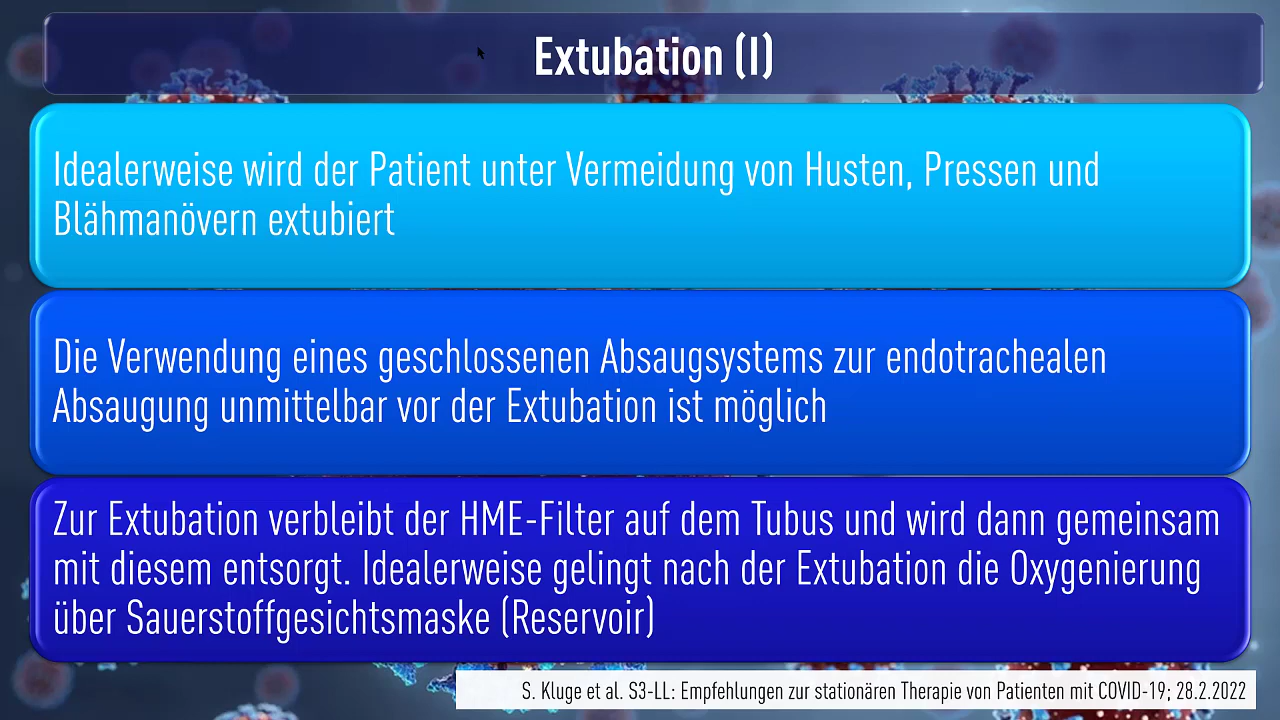 Extubation (I)
Idealerweise wird der Patient unter Vermeidung von Husten, Pressen und
Blähmanövern extubiert
Die Verwendung eines geschlossenen Absaugsystems zur endotrachealen
Absaugung unmittelbar vor der Extubation ist möglich
Zur Extubation verbleibt der HME-Filter auf dem Tubus und wird dann gemeinsam
mit diesem entsorgt. Idealerweise gelingt nach der Extubation die Oxygenierung
über Sauerstoffgesichtsmaske (Reservoir)
S. Kluge et al. S3-LL: Empfehlungen zur stationären Therapie von Patienten mit COVID-19; 28.2.2022